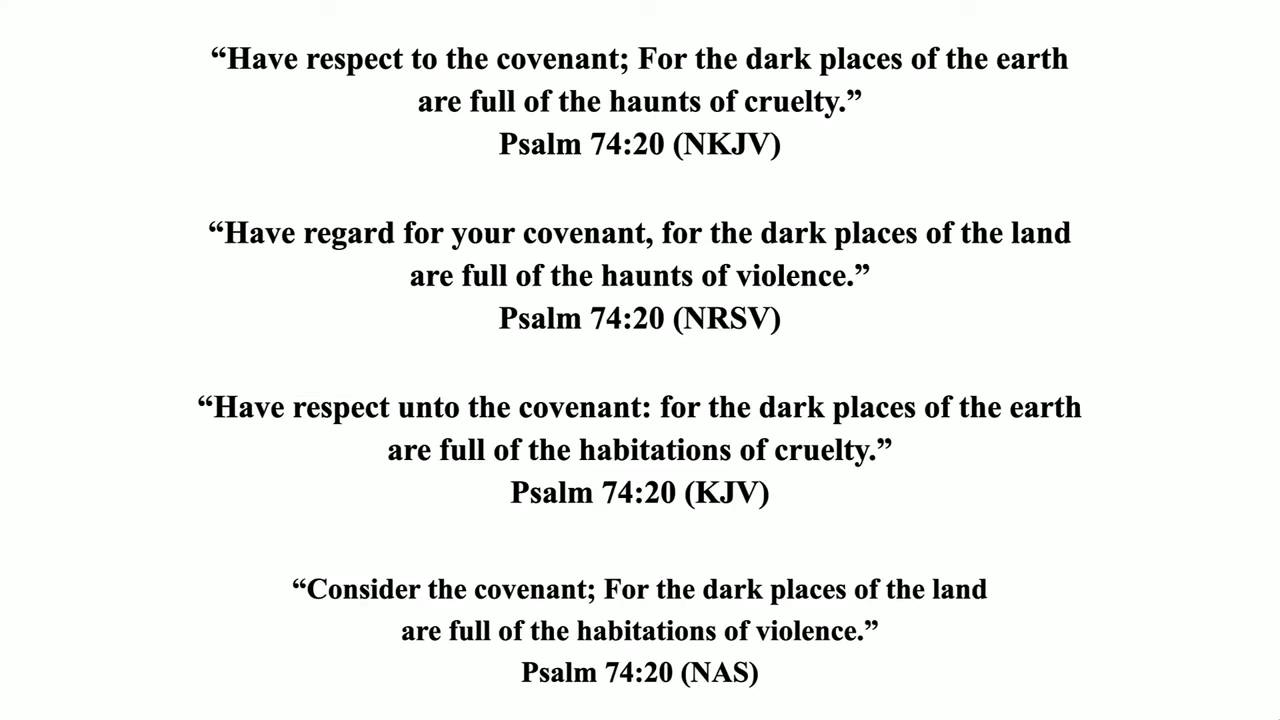 “Have respect to the covenant; For the dark places of the earth
are full of the haunts of cruelty.”
Psalm 74:20 (NKJV)
“Have regard for your covenant, for the dark places of the land
are full of the haunts of violence.”
Psalm 74:20 (NRSV)
“Have respect unto the covenant: for the dark places of the earth
are full of the habitations of cruelty.”
Psalm 74:20 (KJV)
“Consider the covenant; For the dark places of the land
are full of the habitations of violence.”
Psalm 74:20 (NAS)